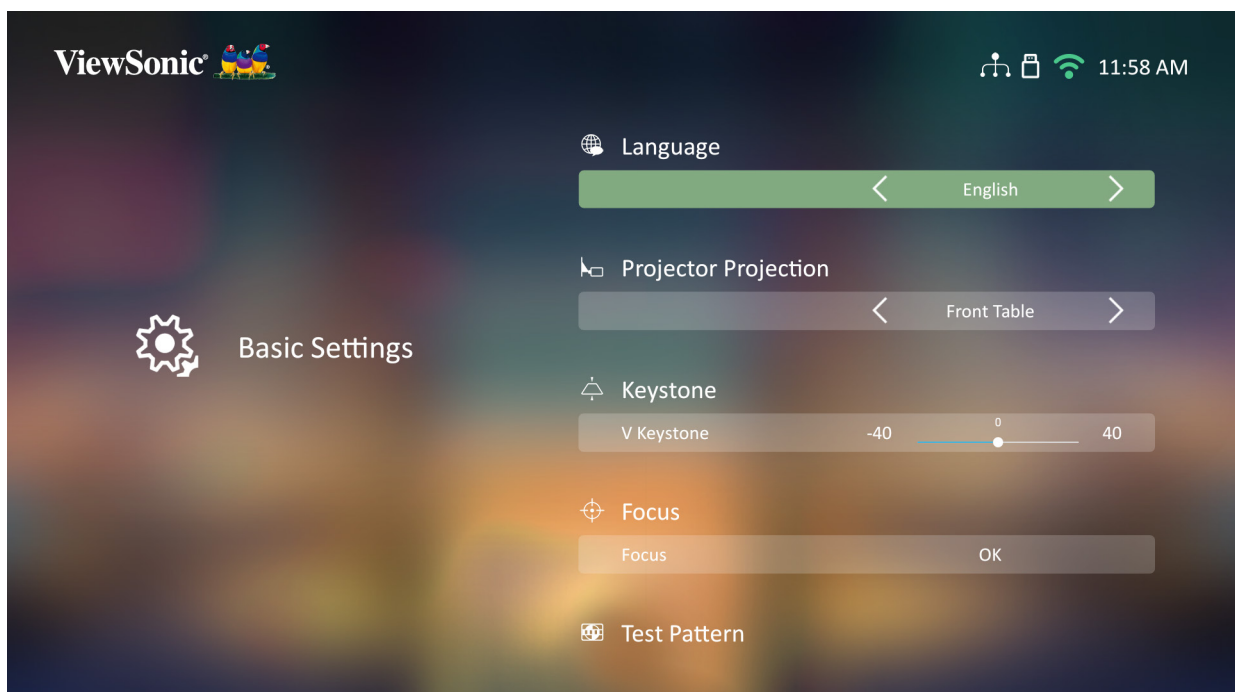 ViewSonic®
11:58 AM
Language
English
Projector Projection
Front Table
Basic Settings
Keystone
V Keystone -40 0 40
Focus
Focus OK
Test Pattern